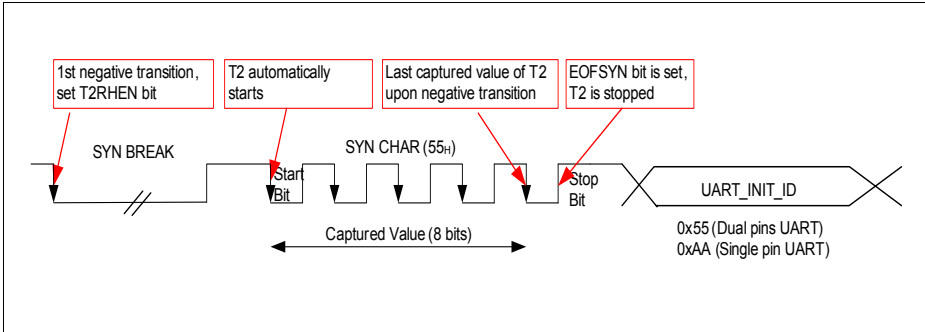 1st negative transition,
set T2RHEN bit
T2 automatically
starts
Last captured value of T2
upon negative transition
EOFSYN bit is set,
T2 is stopped
SYN BREAK
SYN CHAR (55H)
Start
Bit
Stop
Bit
UART_INIT_ID
Captured Value (8 bits)
0x55 (Dual pins UART)
0xAA (Single pin UART)